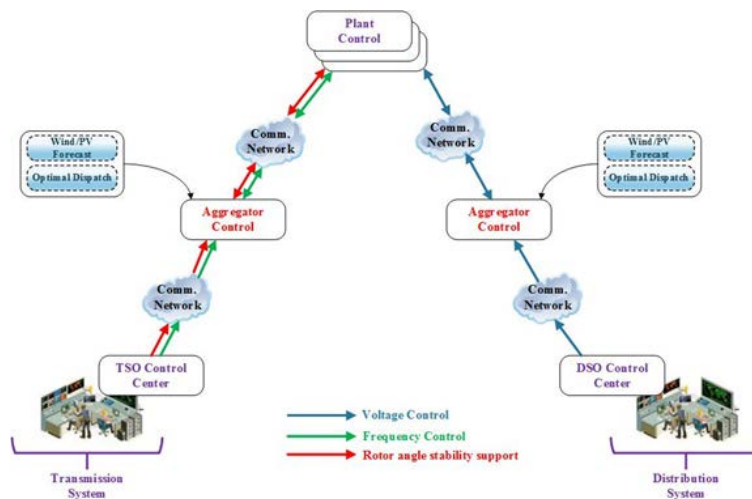 Plant
Control
Comm.
Network
Comm.
Network
Wind/PV
Forecast
Optimal Dispatch
Wind/PV
Forecast
Optimal Dispatch
Aggregator
Control
Aggregator
Control
Comm.
Network
Comm.
Network
TSO Control
Center
DSO Control
Center
Voltage Control
Frequency Control
Rotor angle stability support
Transmission
System
Distribution
System